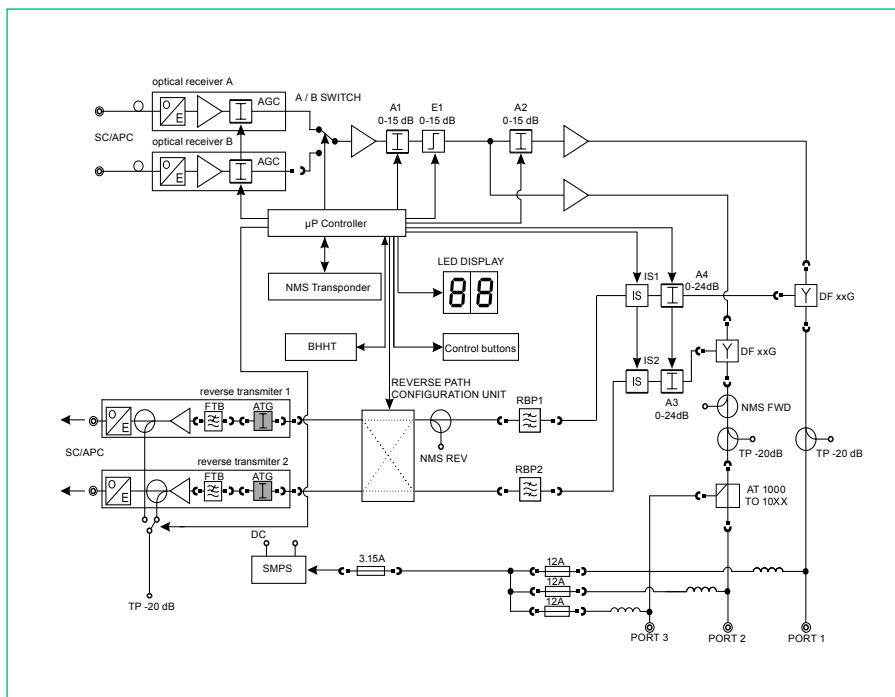 optical receiver A
AGC
O
E
A / B SWITCH
A1
0-15 dB
E1
0-15 dB
A2
0-15 dB
SC/APC
optical receiver B
AGC
O
E
µP Controller
NMS Transponder
LED DISPLAY
88
BHHT
Control buttons
IS1
IS
A4
0-24dB
DF xxG
IS2
IS
A3
0-24dB
DF xxG
REVERSE PATH
CONFIGURATION UNIT
NMS FWD
reverse transmiter 1
O
E
FTB
ATG
RBP1
NMS REV
TP -20dB
TP -20 dB
SC/APC
reverse transmiter 2
O
E
FTB
ATG
RBP2
AT 1000
TO 10XX
DC
SMPS
3.15A
12A
12A
12A
TP -20 dB
PORT 3
PORT 2
PORT 1